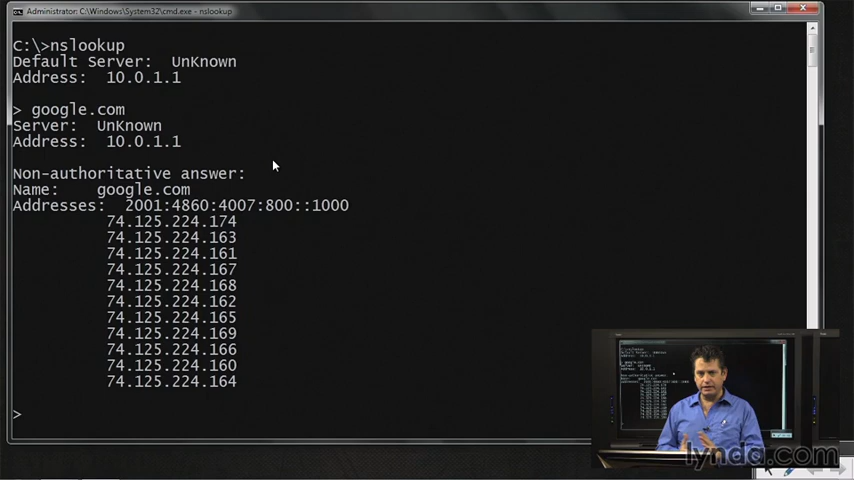 Administrator: C:\Windows\System32\cmd.exe - nslookup
C:\>nslookup
Default Server:  UnKnown
Address:  10.0.1.1
> google.com
Server:  UnKnown
Address:  10.0.1.1
Non-authoritative answer:
Name:    google.com
Addresses:  2001:4860:4007:800::1000
74.125.224.174
74.125.224.163
74.125.224.161
74.125.224.167
74.125.224.168
74.125.224.162
74.125.224.165
74.125.224.169
74.125.224.166
74.125.224.160
74.125.224.164
>
lynda.com